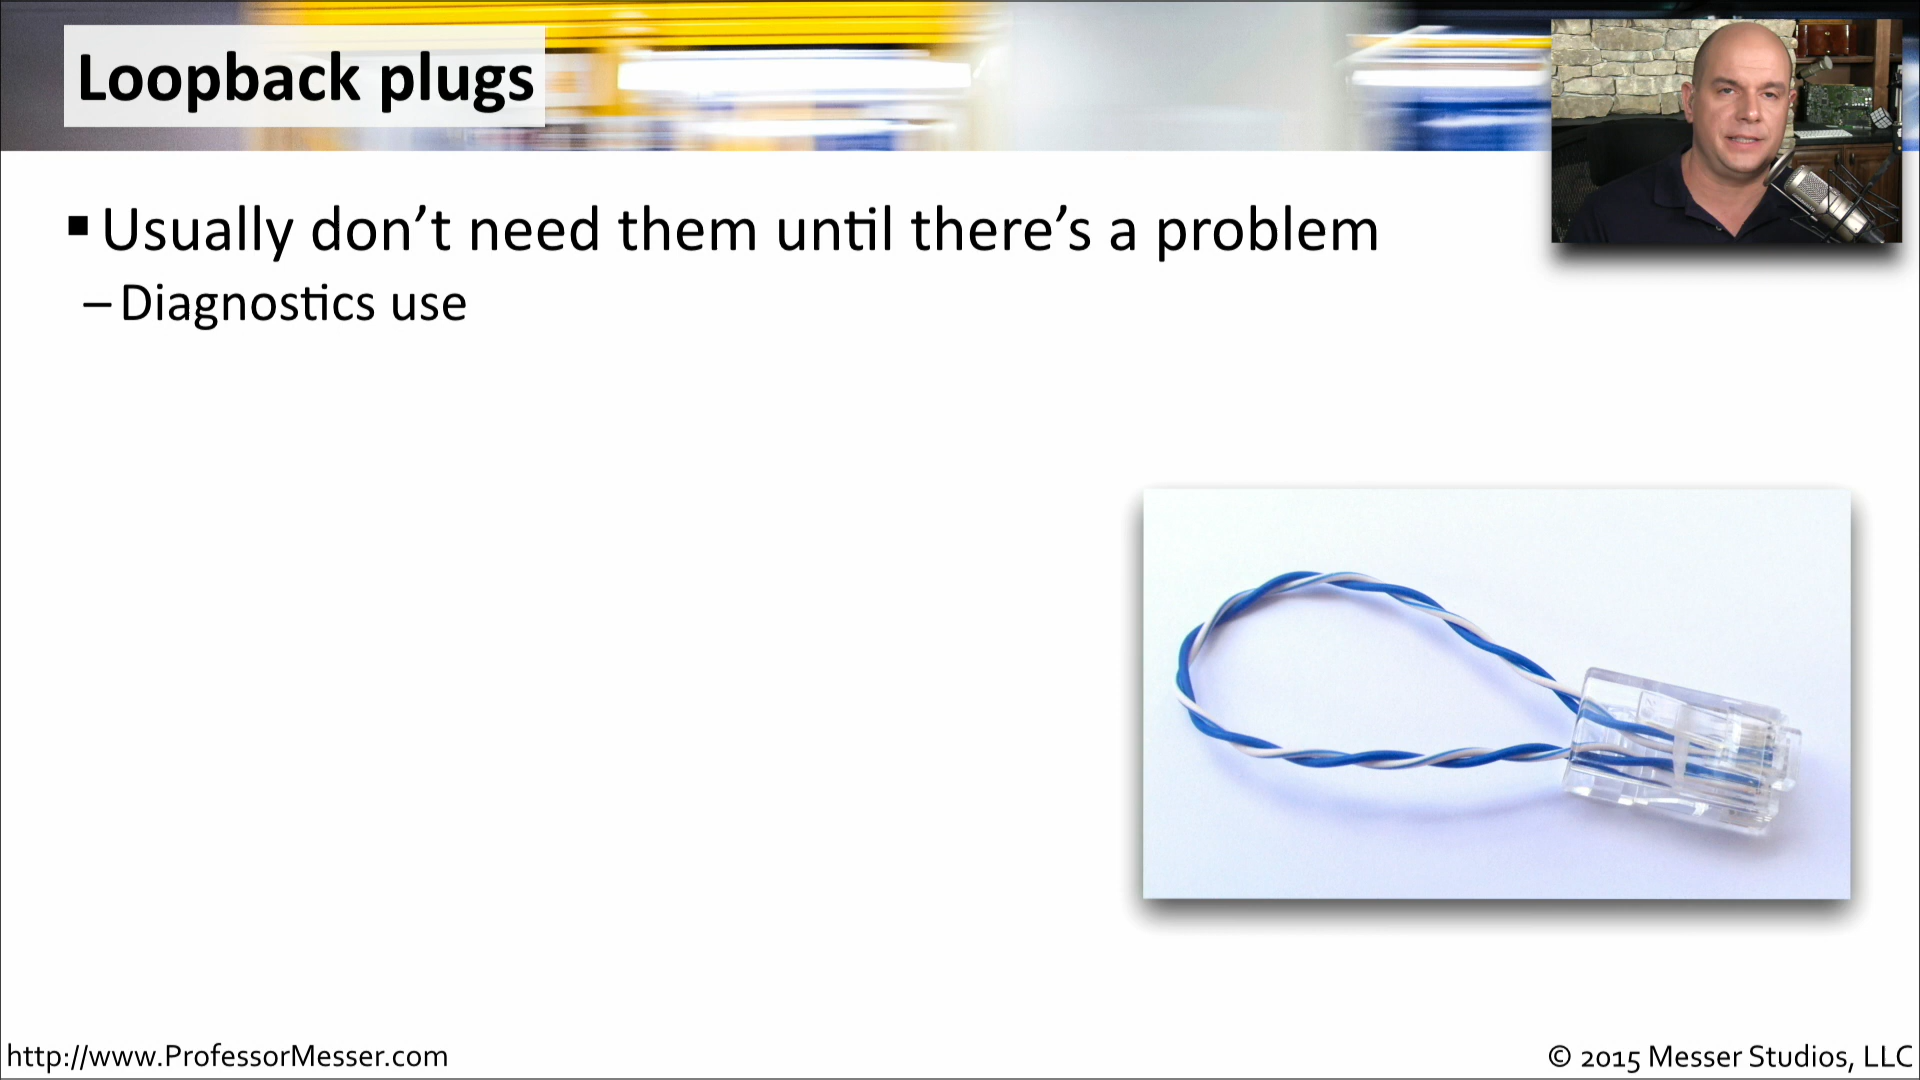 Loopback plugs
▪ Usually don’t need them until there’s a problem
– Diagnostics use
http://www.ProfessorMesser.com
© 2015 Messer Studios, LLC